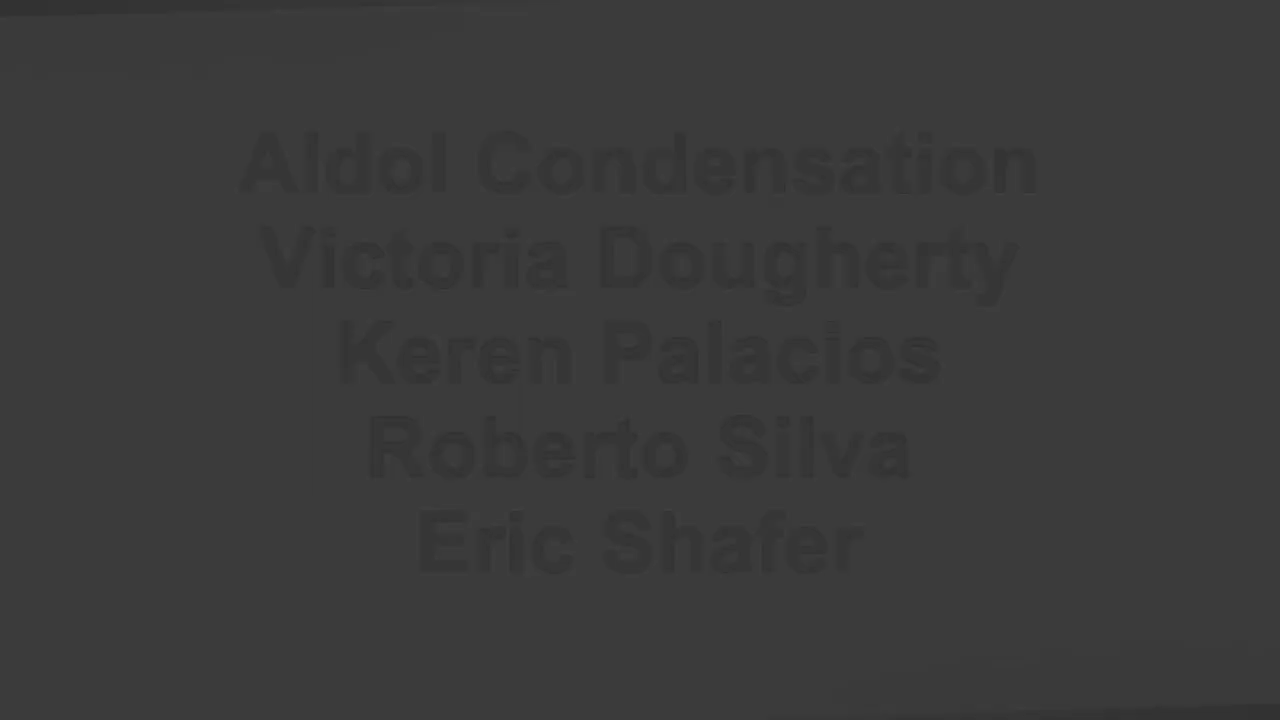 Aldol Condensation
Victoria Dougherty
Keren Palacios
Roberto Silva
Eric Shafer